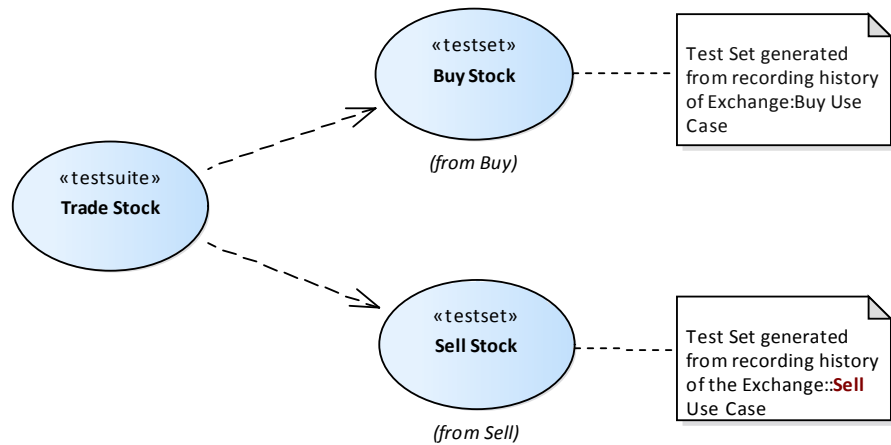 «testsuite»
Trade Stock
«testset»
Buy Stock
(from Buy)
Test Set generated
from recording history
of Exchange:Buy Use
Case
«testset»
Sell Stock
(from Sell)
Test Set generated
from recording history
of the Exchange::Sell
Use Case